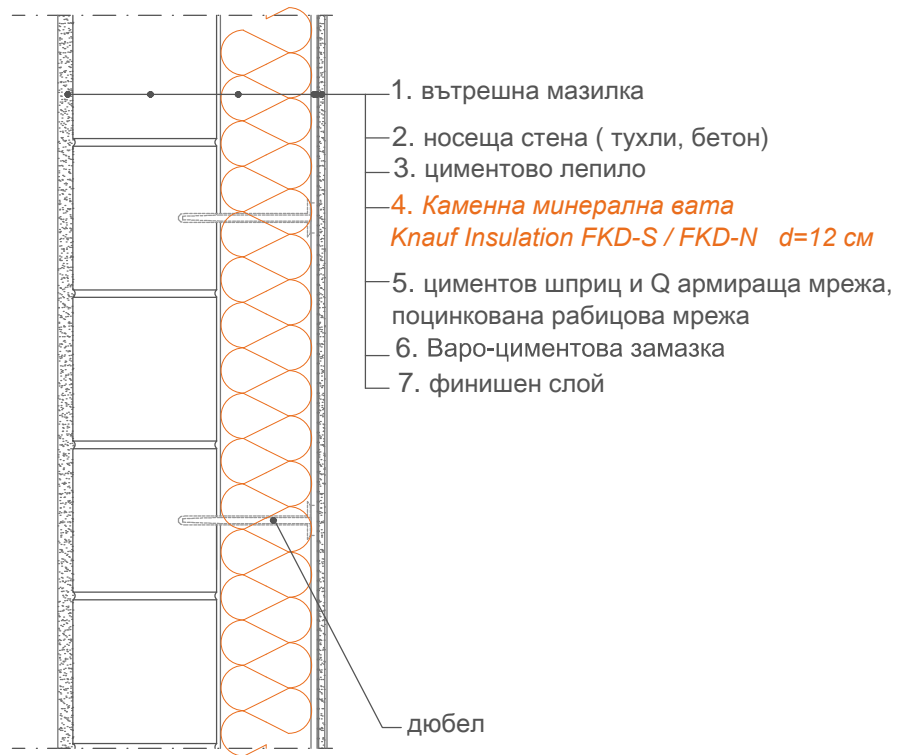 1. вътрешна мазилка
2. носеща стена ( тухли, бетон)
3. циментово лепило
4. Каменна минерална вата
Knauf Insulation FKD-S / FKD-N d=12 см
5. циментов шприц и Q армираща мрежа,
поцинкована рабицова мрежа
6. Варо-циментова замазка
7. финишен слой
дюбел